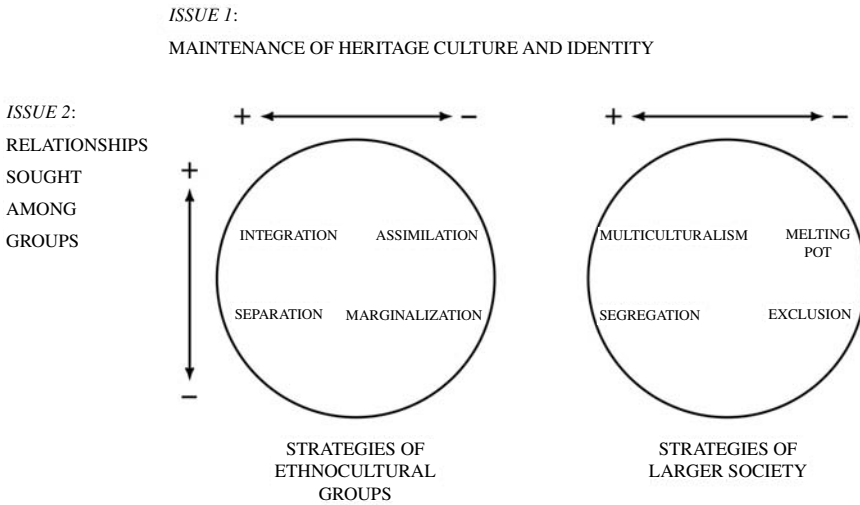 ISSUE 1:
MAINTENANCE OF HERITAGE CULTURE AND IDENTITY
ISSUE 2:
RELATIONSHIPS
SOUGHT
AMONG
GROUPS
+ −
+ −
+
−
INTEGRATION ASSIMILATION
SEPARATION MARGINALIZATION
STRATEGIES OF
ETHNOCULTURAL
GROUPS
MULTICULTURALISM MELTING
POT
SEGREGATION EXCLUSION
STRATEGIES OF
LARGER SOCIETY